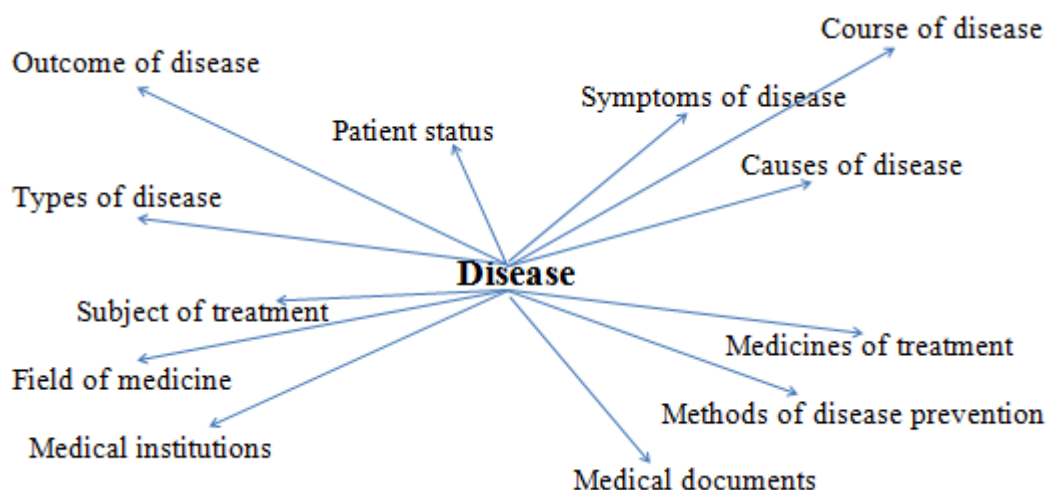 Course of disease
Outcome of disease
Symptoms of disease
Patient status
Causes of disease
Types of disease
Disease
Subject of treatment
Medicines of treatment
Field of medicine
Methods of disease prevention
Medical institutions
Medical documents